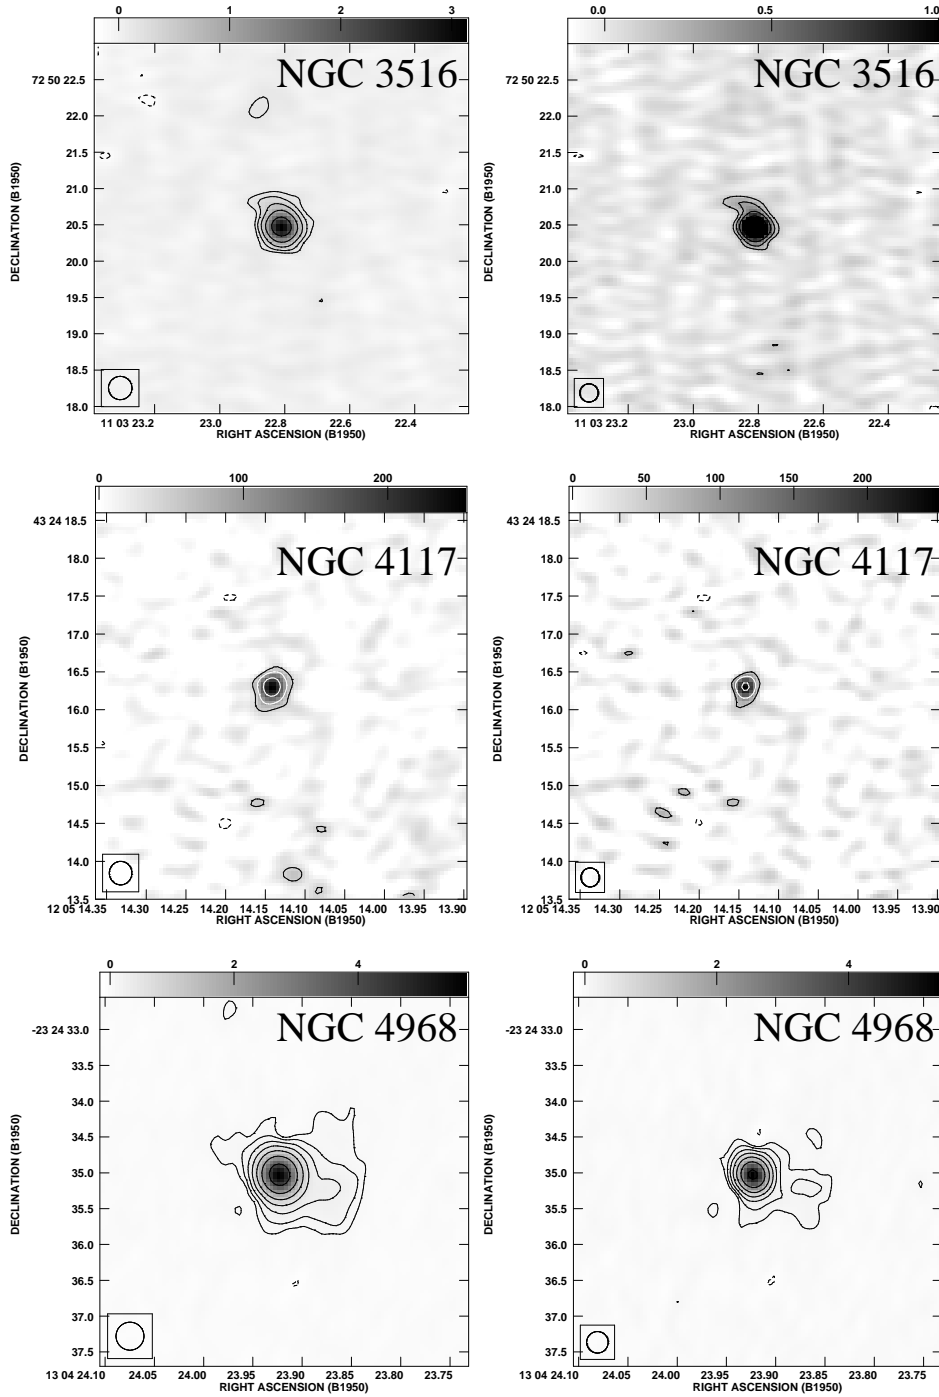 0 1 2 3
NGC 3516
72 50 22.5
22.0
21.5
21.0
20.5
20.0
19.5
19.0
18.5
18.0
DECLINATION (B1950)
11 03 23.2 23.0 22.8 22.6 22.4
RIGHT ASCENSION (B1950)
0.0 0.5 1.0
NGC 3516
72 50 22.5
22.0
21.5
21.0
20.5
20.0
19.5
19.0
18.5
18.0
DECLINATION (B1950)
11 03 23.2 23.0 22.8 22.6 22.4
RIGHT ASCENSION (B1950)
0 100 200
NGC 4117
43 24 18.5
18.0
17.5
17.0
16.5
16.0
15.5
15.0
14.5
14.0
13.5
DECLINATION (B1950)
12 05 14.35 14.30 14.25 14.20 14.15 14.10 14.05 14.00 13.95 13.90
RIGHT ASCENSION (B1950)
0 50 100 150 200
NGC 4117
43 24 18.5
18.0
17.5
17.0
16.5
16.0
15.5
15.0
14.5
14.0
13.5
DECLINATION (B1950)
12 05 14.35 14.30 14.25 14.20 14.15 14.10 14.05 14.00 13.95 13.90
RIGHT ASCENSION (B1950)
0 2 4
NGC 4968
-23 24 33.0
33.5
34.0
34.5
35.0
35.5
36.0
36.5
37.0
37.5
DECLINATION (B1950)
13 04 24.10 24.05 24.00 23.95 23.90 23.85 23.80
RIGHT ASCENSION (B1950)
0 2 4
NGC 4968
-23 24 33.0
33.5
34.0
34.5
35.0
35.5
36.0
36.5
37.0
37.5
DECLINATION (B1950)
13 04 24.10 24.05 24.00 23.95 23.90 23.85 23.80 23.75
RIGHT ASCENSION (B1950)